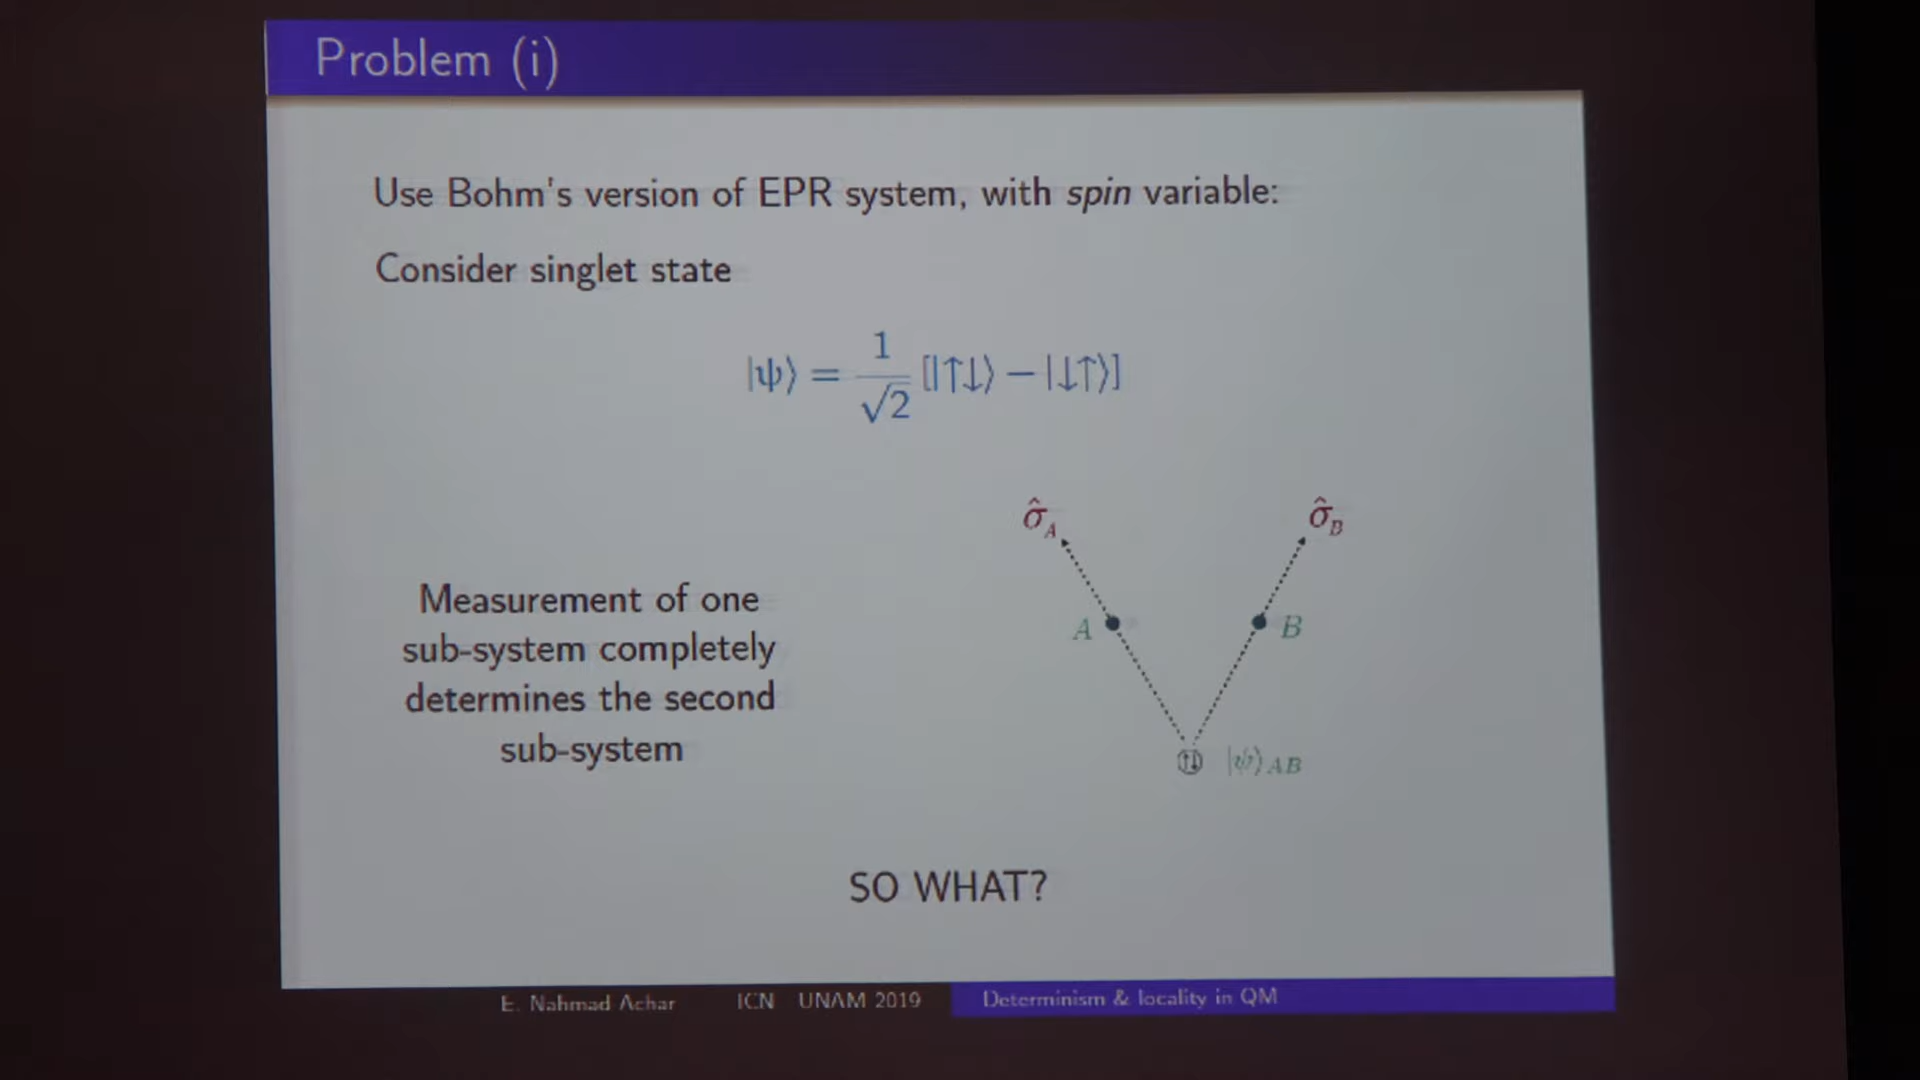 Problem (i)
Use Bohm's version of EPR system, with spin variable:
Consider singlet state
|ψ⟩ = 1/√2 [|↑↓⟩ − |↓↑⟩]
σ̂_A σ̂_B
Measurement of one
sub-system completely
determines the second
sub-system
A B
↑↓ |ψ⟩_AB
SO WHAT?
E. Nahmad Achar ICN UNAM 2019 Determinism & locality in QM